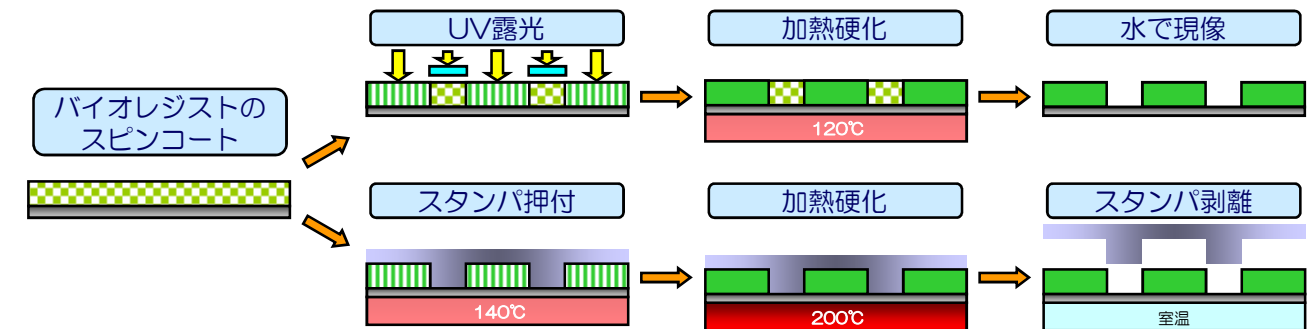 バイオレジストの
スピンコート
UV露光
加熱硬化
120℃
水で現像
スタンパ押付
140℃
加熱硬化
200℃
スタンパ剥離
室温